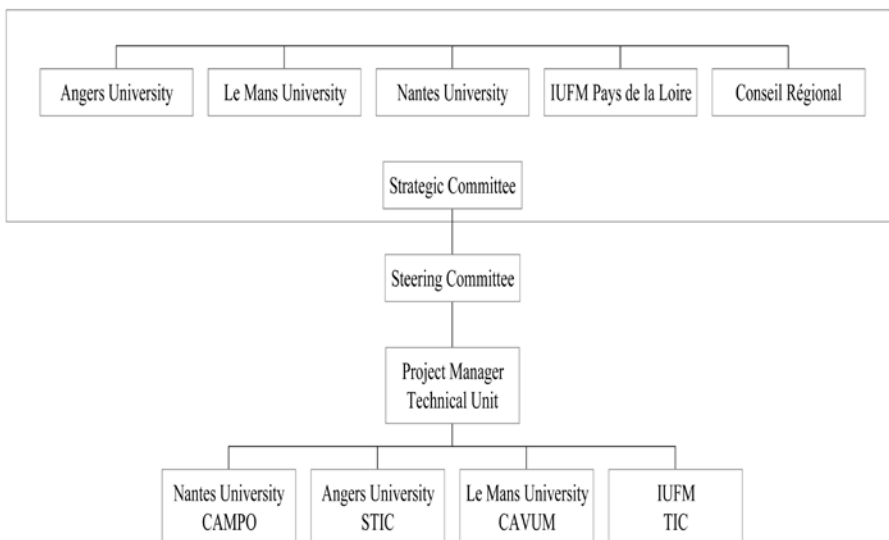 Angers University
Le Mans University
Nantes University
IUFM Pays de la Loire
Conseil Régional
Strategic Committee
Steering Committee
Project Manager
Technical Unit
Nantes University
CAMPO
Angers University
STIC
Le Mans University
CAVUM
IUFM
TIC